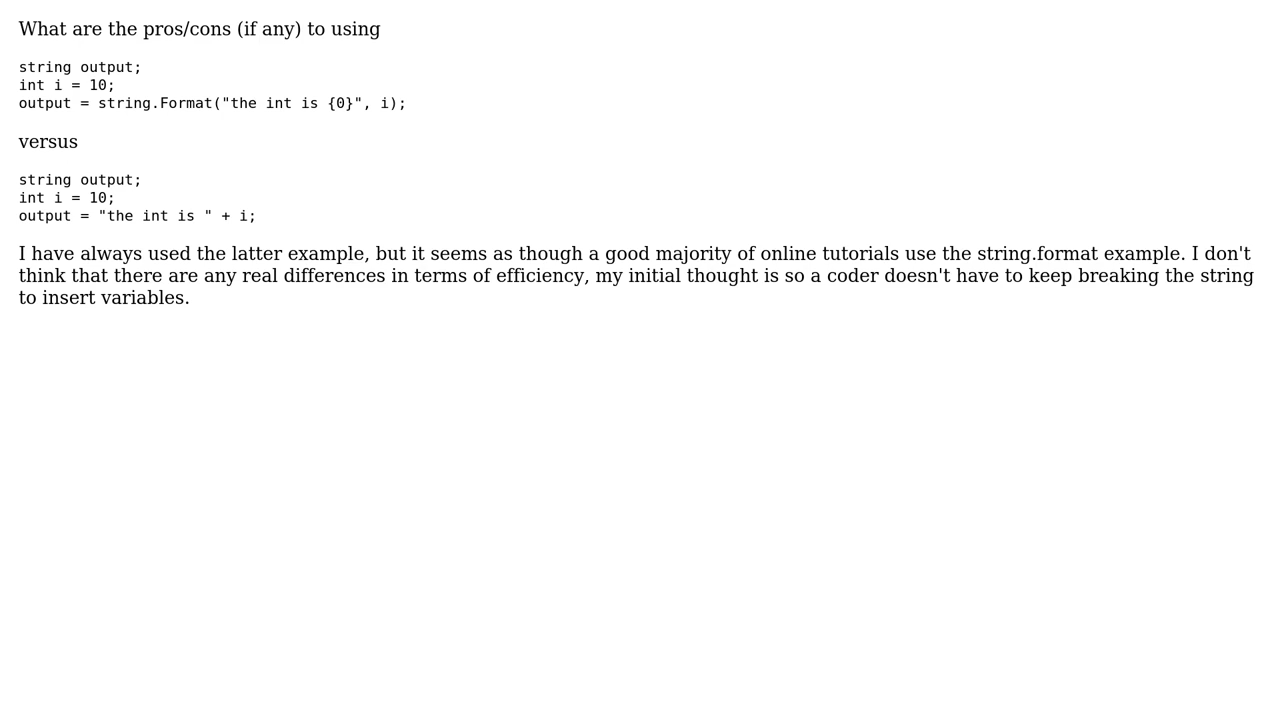 What are the pros/cons (if any) to using
string output;
int i = 10;
output = string.Format("the int is {0}", i);
versus
string output;
int i = 10;
output = "the int is " + i;
I have always used the latter example, but it seems as though a good majority of online tutorials use the string.format example. I don't
think that there are any real differences in terms of efficiency, my initial thought is so a coder doesn't have to keep breaking the string
to insert variables.